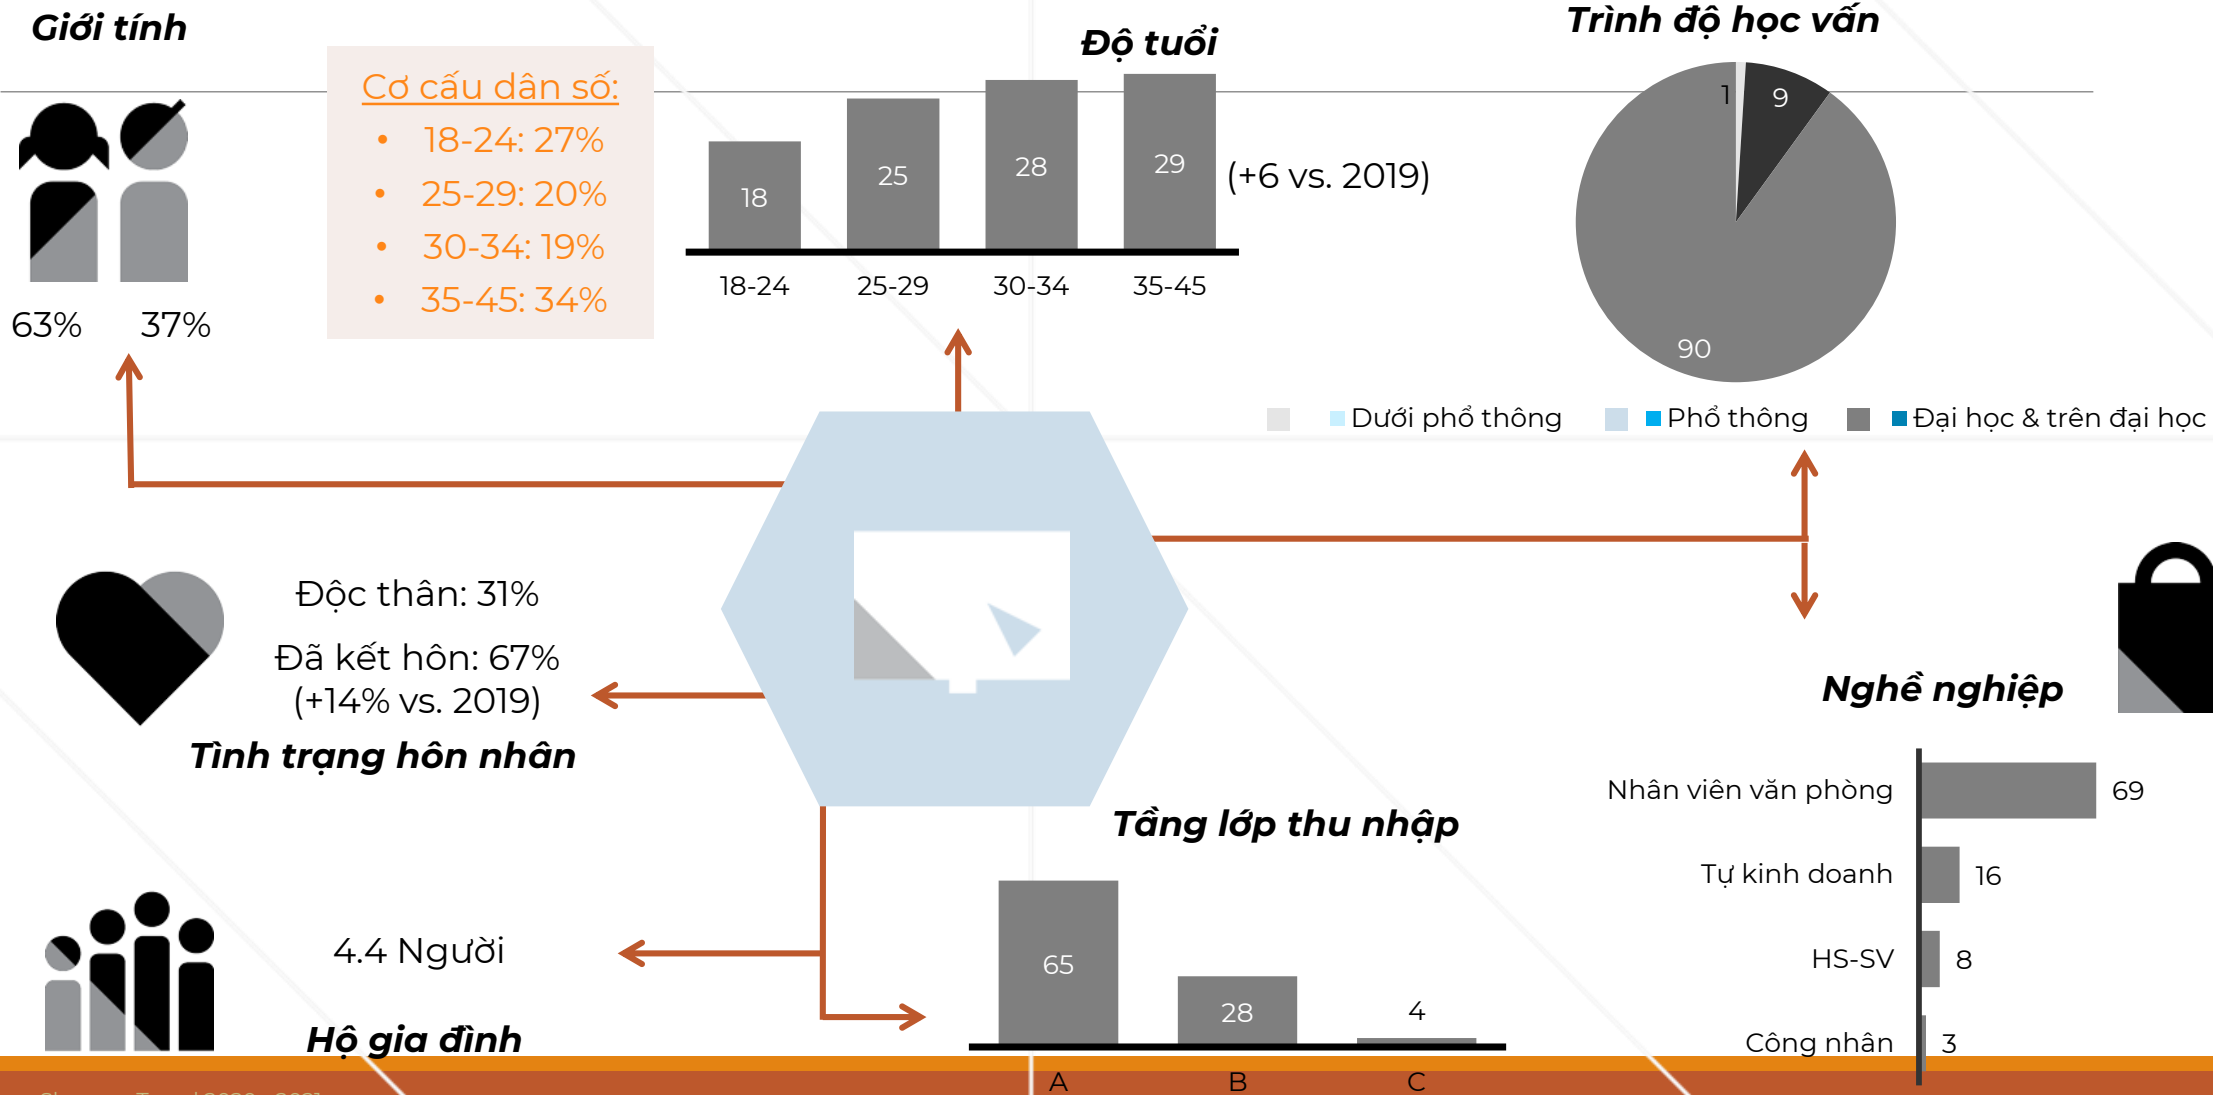 Giới tính
63%
37%
Cơ cấu dân số:
• 18-24: 27%
• 25-29: 20%
• 30-34: 19%
• 35-45: 34%
Độ tuổi
18
25
28
29
(+6 vs. 2019)
18-24
25-29
30-34
35-45
Trình độ học vấn
1
9
90
Dưới phổ thông
Phổ thông
Đại học & trên đại học
Độc thân: 31%
Đã kết hôn: 67%
(+14% vs. 2019)
Tình trạng hôn nhân
4.4 Người
Hộ gia đình
Tầng lớp thu nhập
65
28
4
A
B
C
Nghề nghiệp
Nhân viên văn phòng
69
Tự kinh doanh
16
HS-SV
8
Công nhân
3